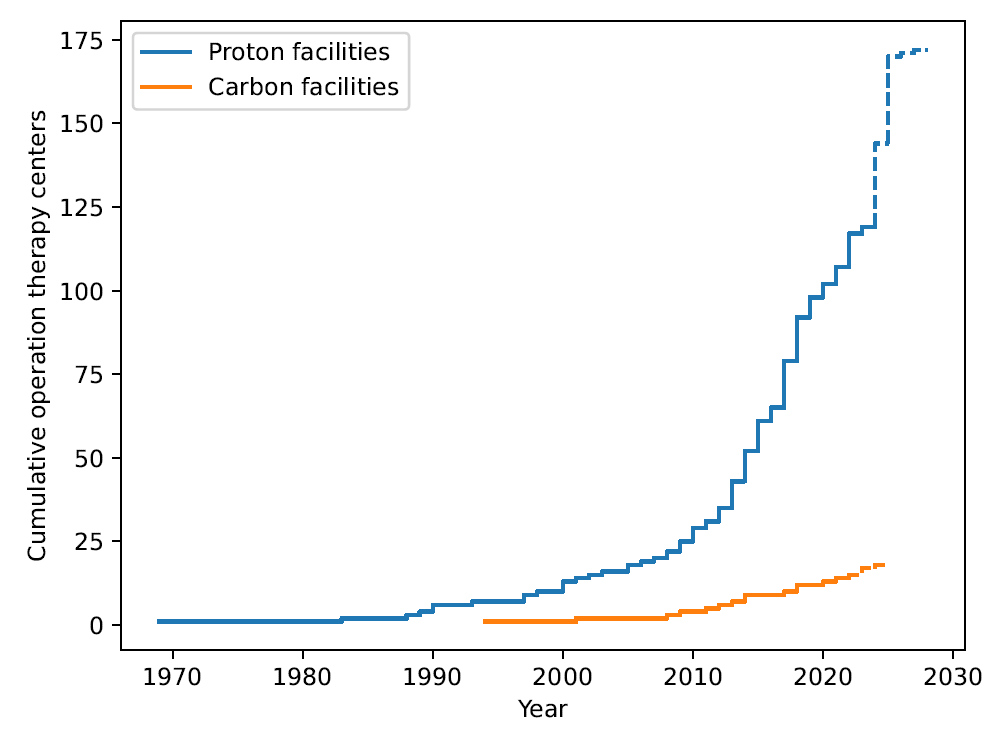 Proton facilities
Carbon facilities
Cumulative operation therapy centers
175
150
125
100
75
50
25
0
1970 1980 1990 2000 2010 2020 2030
Year